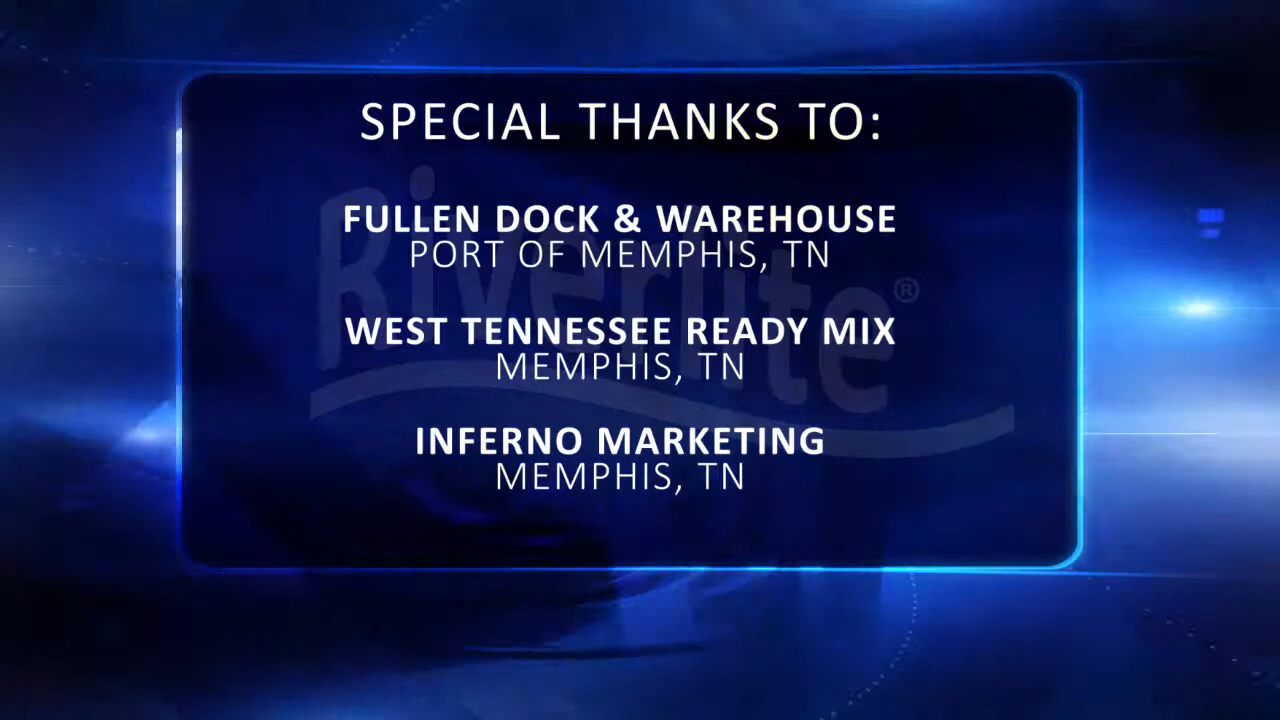 SPECIAL THANKS TO:
FULLEN DOCK & WAREHOUSE
PORT OF MEMPHIS, TN
Riverlite®
WEST TENNESSEE READY MIX
MEMPHIS, TN
INFERNO MARKETING
MEMPHIS, TN